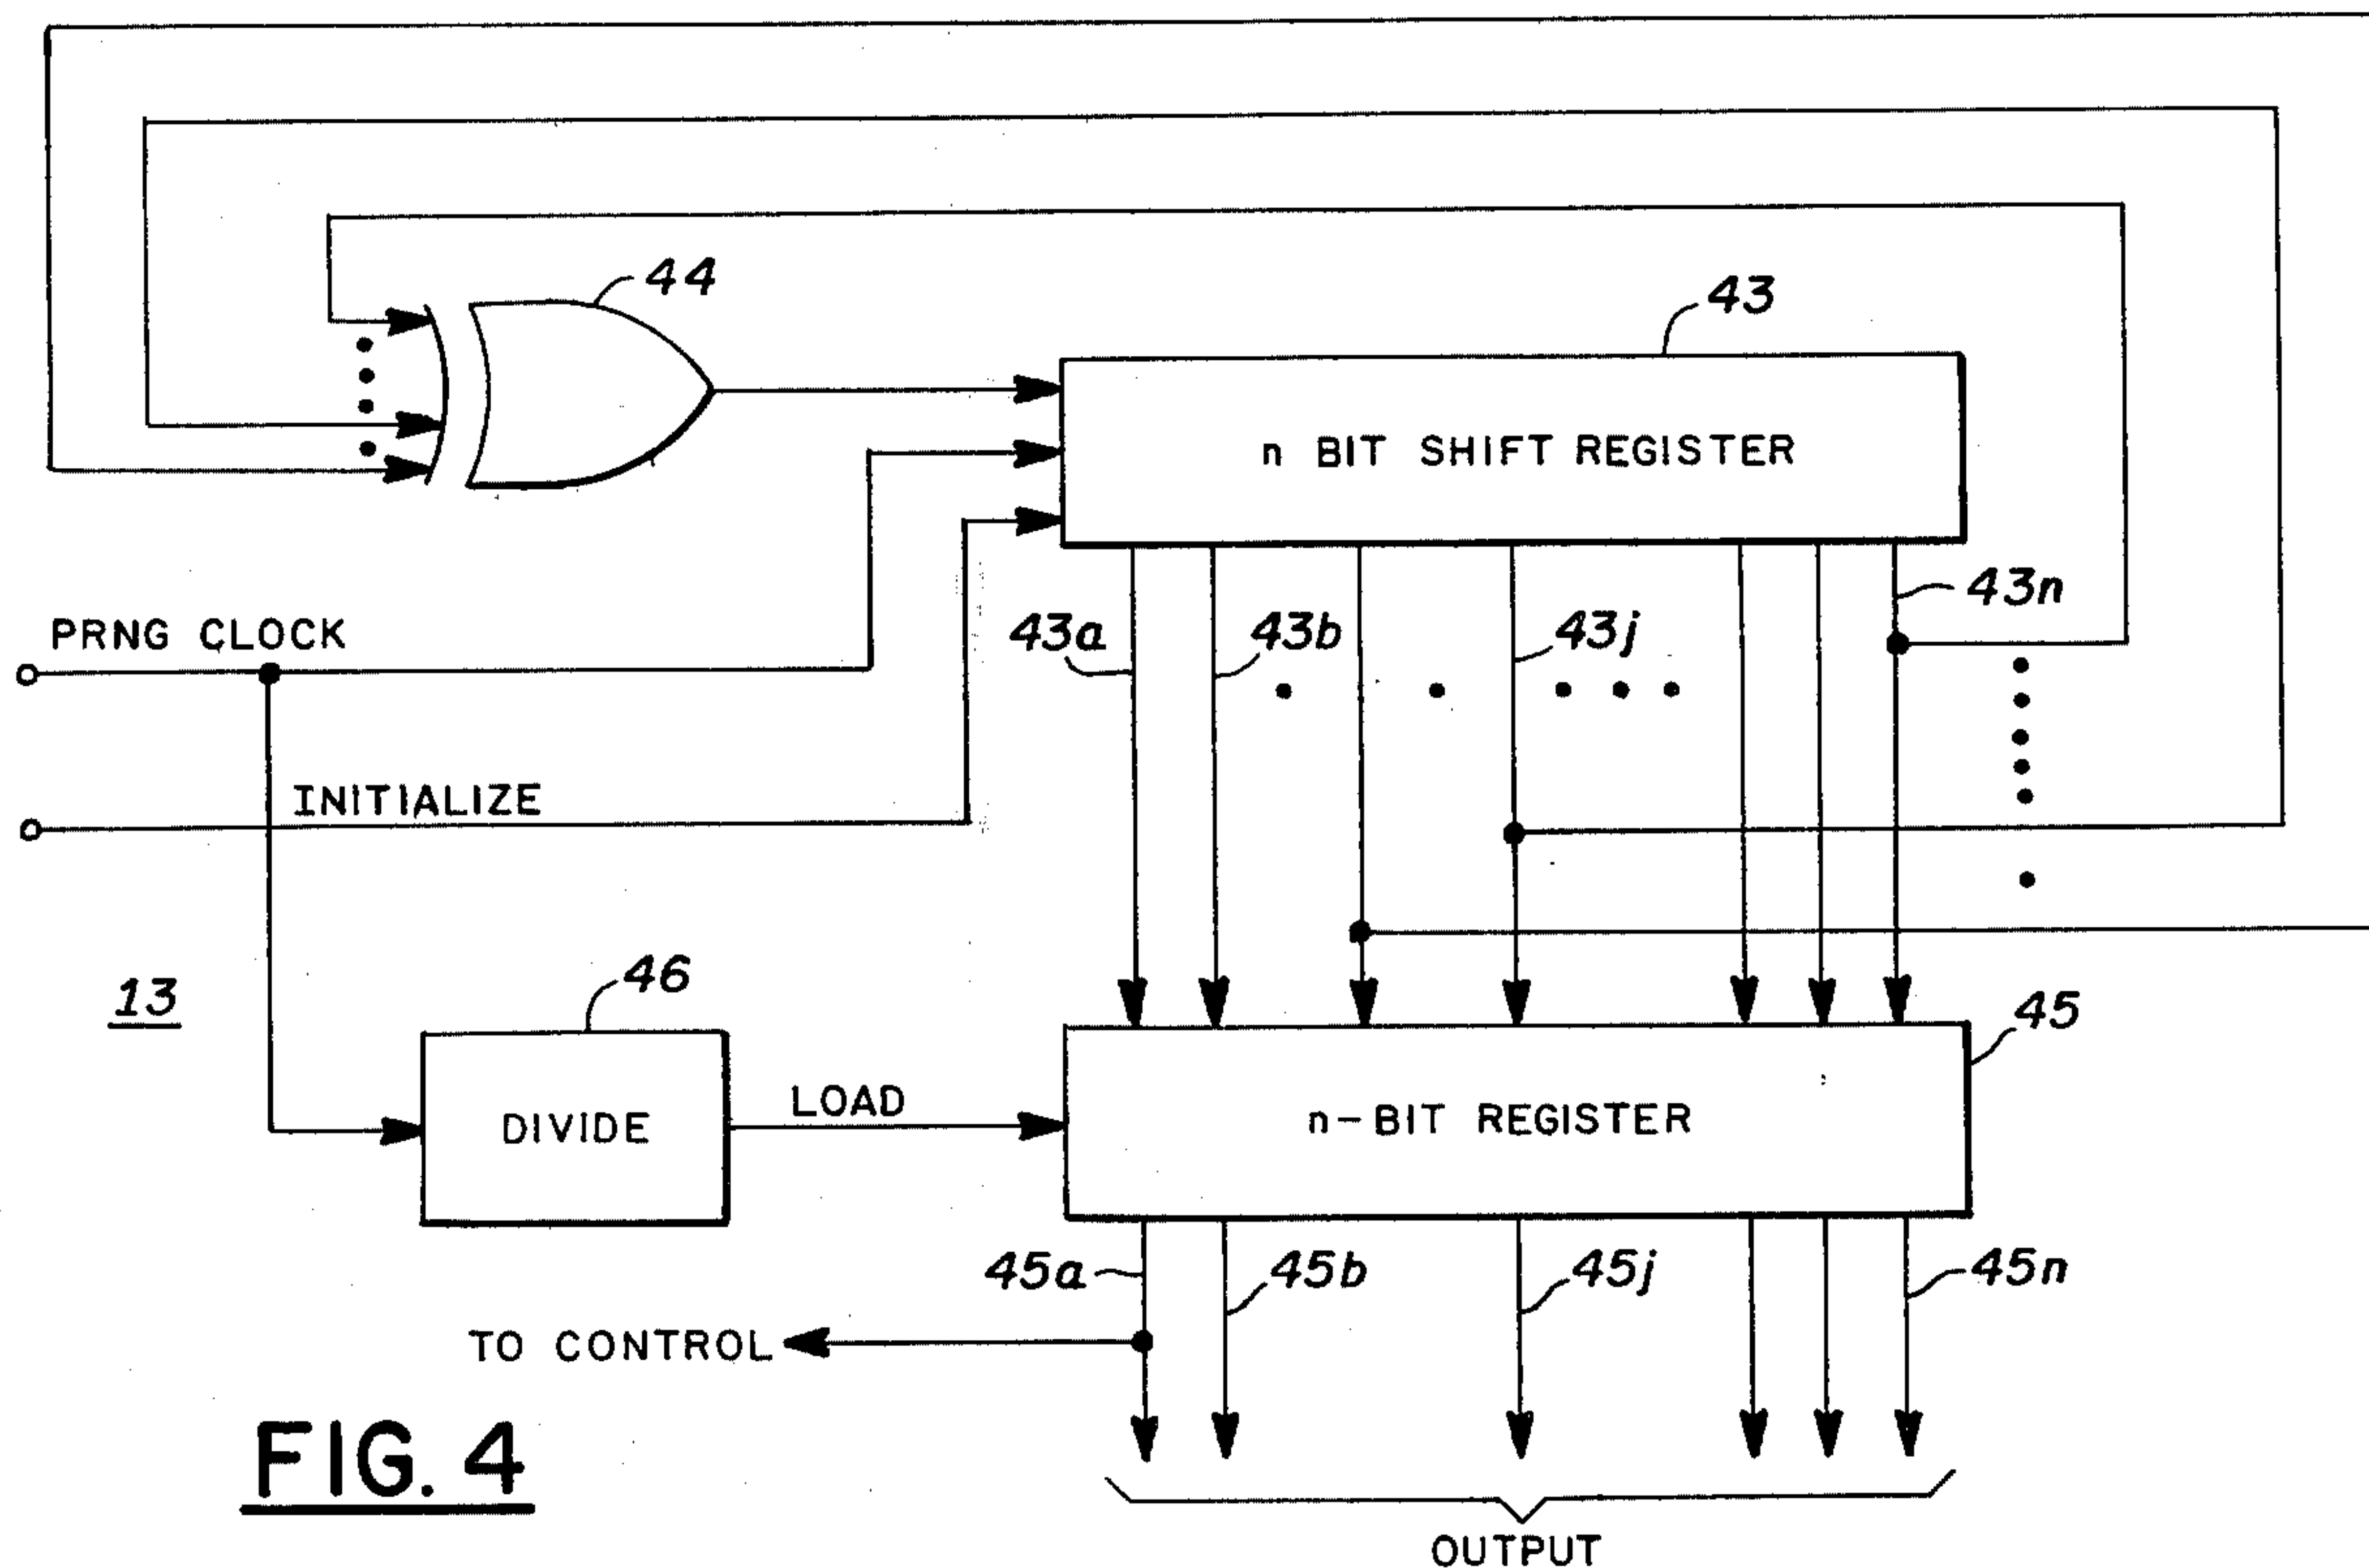 44
43
n BIT SHIFT REGISTER
43n
43a
43b
43j
PRNG CLOCK
INITIALIZE
13
46
45
DIVIDE
LOAD
n-BIT REGISTER
45a
45b
45j
45n
TO CONTROL
FIG. 4
OUTPUT